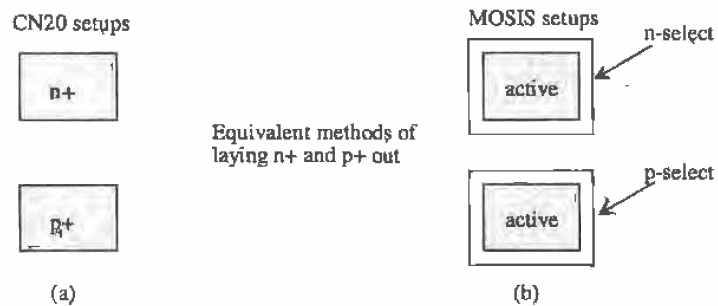 CN20 setups
MOSIS setups
n-select
n+
active
Equivalent methods of
laying n+ and p+ out
p-select
p+
active
(a)
(b)